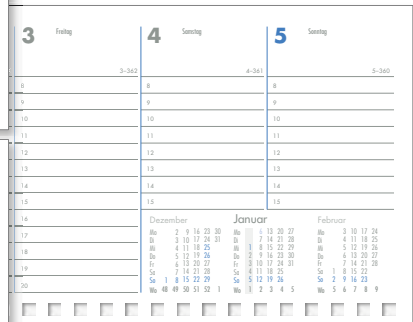 3 Freitag
3-362
8
9
10
11
12
13
14
15
16
17
18
19
20
4 Samstag
4-361
8
9
10
11
12
13
14
15
5 Sonntag
5-360
8
9
10
11
12
13
14
15
Dezember
Mo 2 9 16 23 30
Di 3 10 17 24 31
Mi 4 11 18 25
Do 5 12 19 26
Fr 6 13 20 27
Sa 7 14 21 28
So 1 8 15 22 29
Wo 48 49 50 51 52 1
Januar
Mo 6 13 20 27
Di 7 14 21 28
Mi 1 8 15 22 29
Do 2 9 16 23 30
Fr 3 10 17 24 31
Sa 4 11 18 25
So 5 12 19 26
Wo 1 2 3 4 5
Februar
Mo 3 10 17 24
Di 4 11 18 25
Mi 5 12 19 26
Do 6 13 20 27
Fr 7 14 21 28
Sa 1 8 15 22
So 2 9 16 23
Wo 5 6 7 8 9